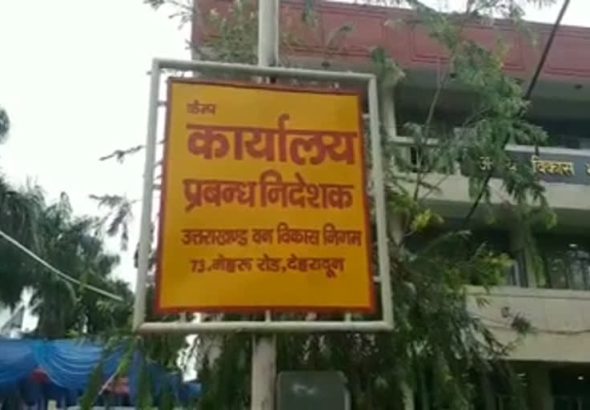 कैम्प
कार्यालय
प्रबन्ध निदेशक
उत्तराखण्ड वन विकास निगम
73, नेहरू रोड, देहरादून
विकास